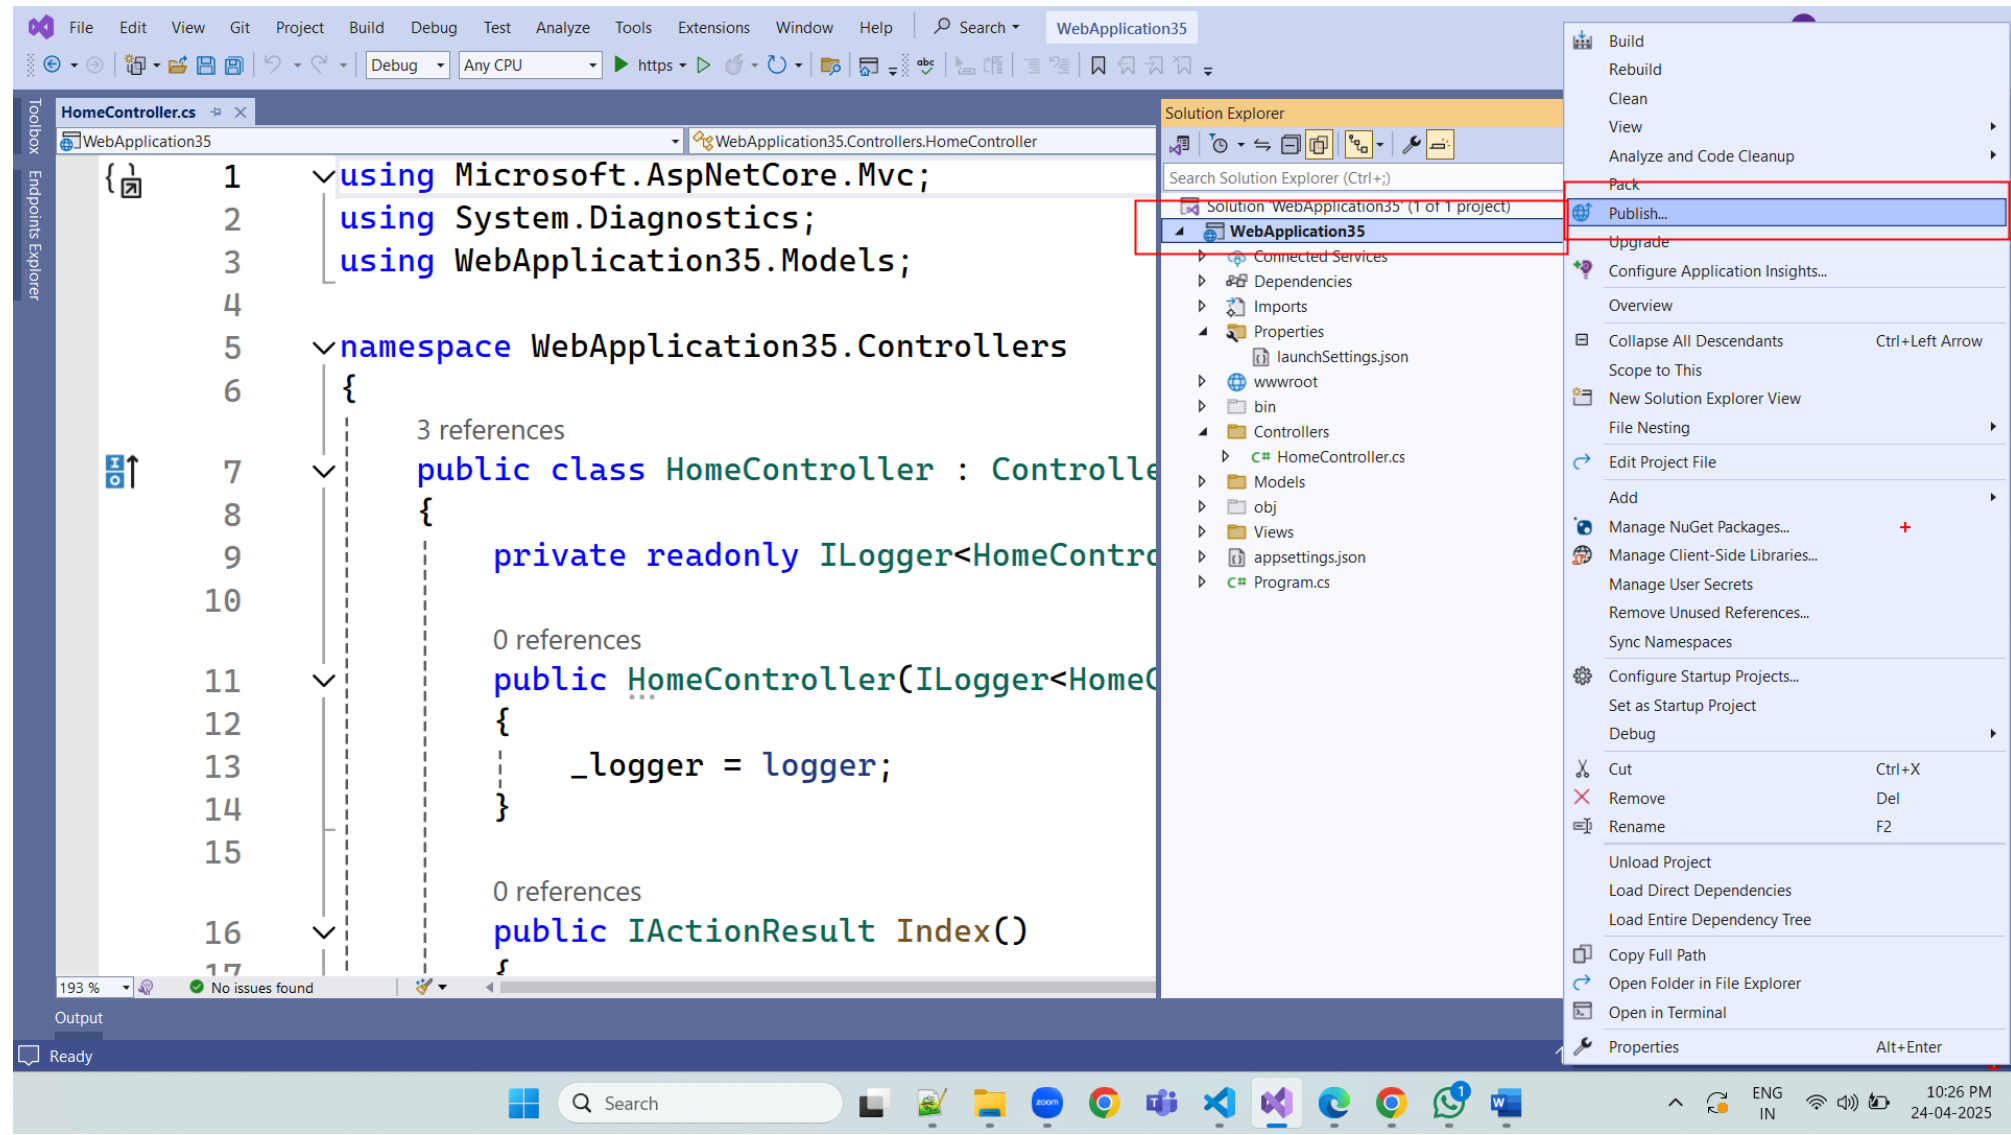 File Edit View Git Project Build Debug Test Analyze Tools Extensions Window Help Search WebApplication35
Debug Any CPU https abc
Toolbox
Endpoints Explorer
HomeController.cs
WebApplication35 WebApplication35.Controllers.HomeController
1 using Microsoft.AspNetCore.Mvc;
2 using System.Diagnostics;
3 using WebApplication35.Models;
4
5 namespace WebApplication35.Controllers
6 {
3 references
7 public class HomeController : Controlle
8 {
9 private readonly ILogger<HomeContro
10
0 references
11 public HomeController(ILogger<HomeC
12 {
13 _logger = logger;
14 }
15
0 references
16 public IActionResult Index()
17 {
193 % No issues found
Output
Ready
Solution Explorer
Search Solution Explorer (Ctrl+;)
Solution 'WebApplication35' (1 of 1 project)
WebApplication35
Connected Services
Dependencies
Imports
Properties
launchSettings.json
wwwroot
bin
Controllers
C# HomeController.cs
Models
obj
Views
appsettings.json
C# Program.cs
Build
Rebuild
Clean
View
Analyze and Code Cleanup
Pack
Publish...
Upgrade
Configure Application Insights...
Overview
Collapse All Descendants Ctrl+Left Arrow
Scope to This
New Solution Explorer View
File Nesting
Edit Project File
Add
Manage NuGet Packages...
Manage Client-Side Libraries...
Manage User Secrets
Remove Unused References...
Sync Namespaces
Configure Startup Projects...
Set as Startup Project
Debug
Cut Ctrl+X
Remove Del
Rename F2
Unload Project
Load Direct Dependencies
Load Entire Dependency Tree
Copy Full Path
Open Folder in File Explorer
Open in Terminal
Properties Alt+Enter
Search zoom 1 W ENG 10:26 PM
IN 24-04-2025